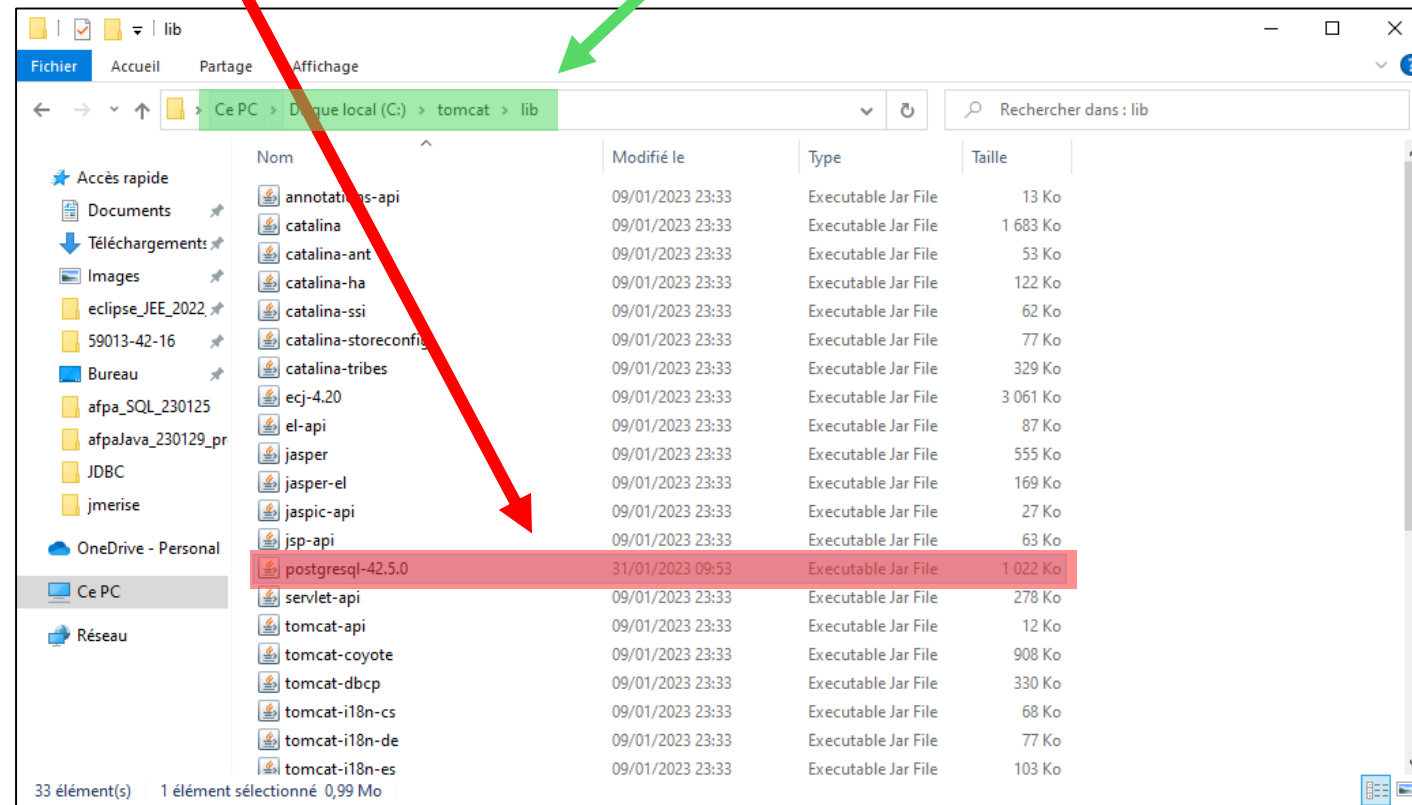 lib
Fichier Accueil Partage Affichage
Ce PC > Disque local (C:) > tomcat > lib Rechercher dans : lib
Nom Modifié le Type Taille
Accès rapide
Documents
Téléchargements
Images
eclipse_JEE_2022_
59013-42-16
Bureau
afpa_SQL_230125
afpaJava_230129_pr
JDBC
jmerise
OneDrive - Personal
Ce PC
Réseau
annotations-api 09/01/2023 23:33 Executable Jar File 13 Ko
catalina 09/01/2023 23:33 Executable Jar File 1 683 Ko
catalina-ant 09/01/2023 23:33 Executable Jar File 53 Ko
catalina-ha 09/01/2023 23:33 Executable Jar File 122 Ko
catalina-ssi 09/01/2023 23:33 Executable Jar File 62 Ko
catalina-storeconfig 09/01/2023 23:33 Executable Jar File 77 Ko
catalina-tribes 09/01/2023 23:33 Executable Jar File 329 Ko
ecj-4.20 09/01/2023 23:33 Executable Jar File 3 061 Ko
el-api 09/01/2023 23:33 Executable Jar File 87 Ko
jasper 09/01/2023 23:33 Executable Jar File 555 Ko
jasper-el 09/01/2023 23:33 Executable Jar File 169 Ko
jaspic-api 09/01/2023 23:33 Executable Jar File 27 Ko
jsp-api 09/01/2023 23:33 Executable Jar File 63 Ko
postgresql-42.5.0 31/01/2023 09:53 Executable Jar File 1 022 Ko
servlet-api 09/01/2023 23:33 Executable Jar File 278 Ko
tomcat-api 09/01/2023 23:33 Executable Jar File 12 Ko
tomcat-coyote 09/01/2023 23:33 Executable Jar File 908 Ko
tomcat-dbcp 09/01/2023 23:33 Executable Jar File 330 Ko
tomcat-i18n-cs 09/01/2023 23:33 Executable Jar File 68 Ko
tomcat-i18n-de 09/01/2023 23:33 Executable Jar File 77 Ko
tomcat-i18n-es 09/01/2023 23:33 Executable Jar File 103 Ko
33 élément(s) 1 élément sélectionné 0,99 Mo